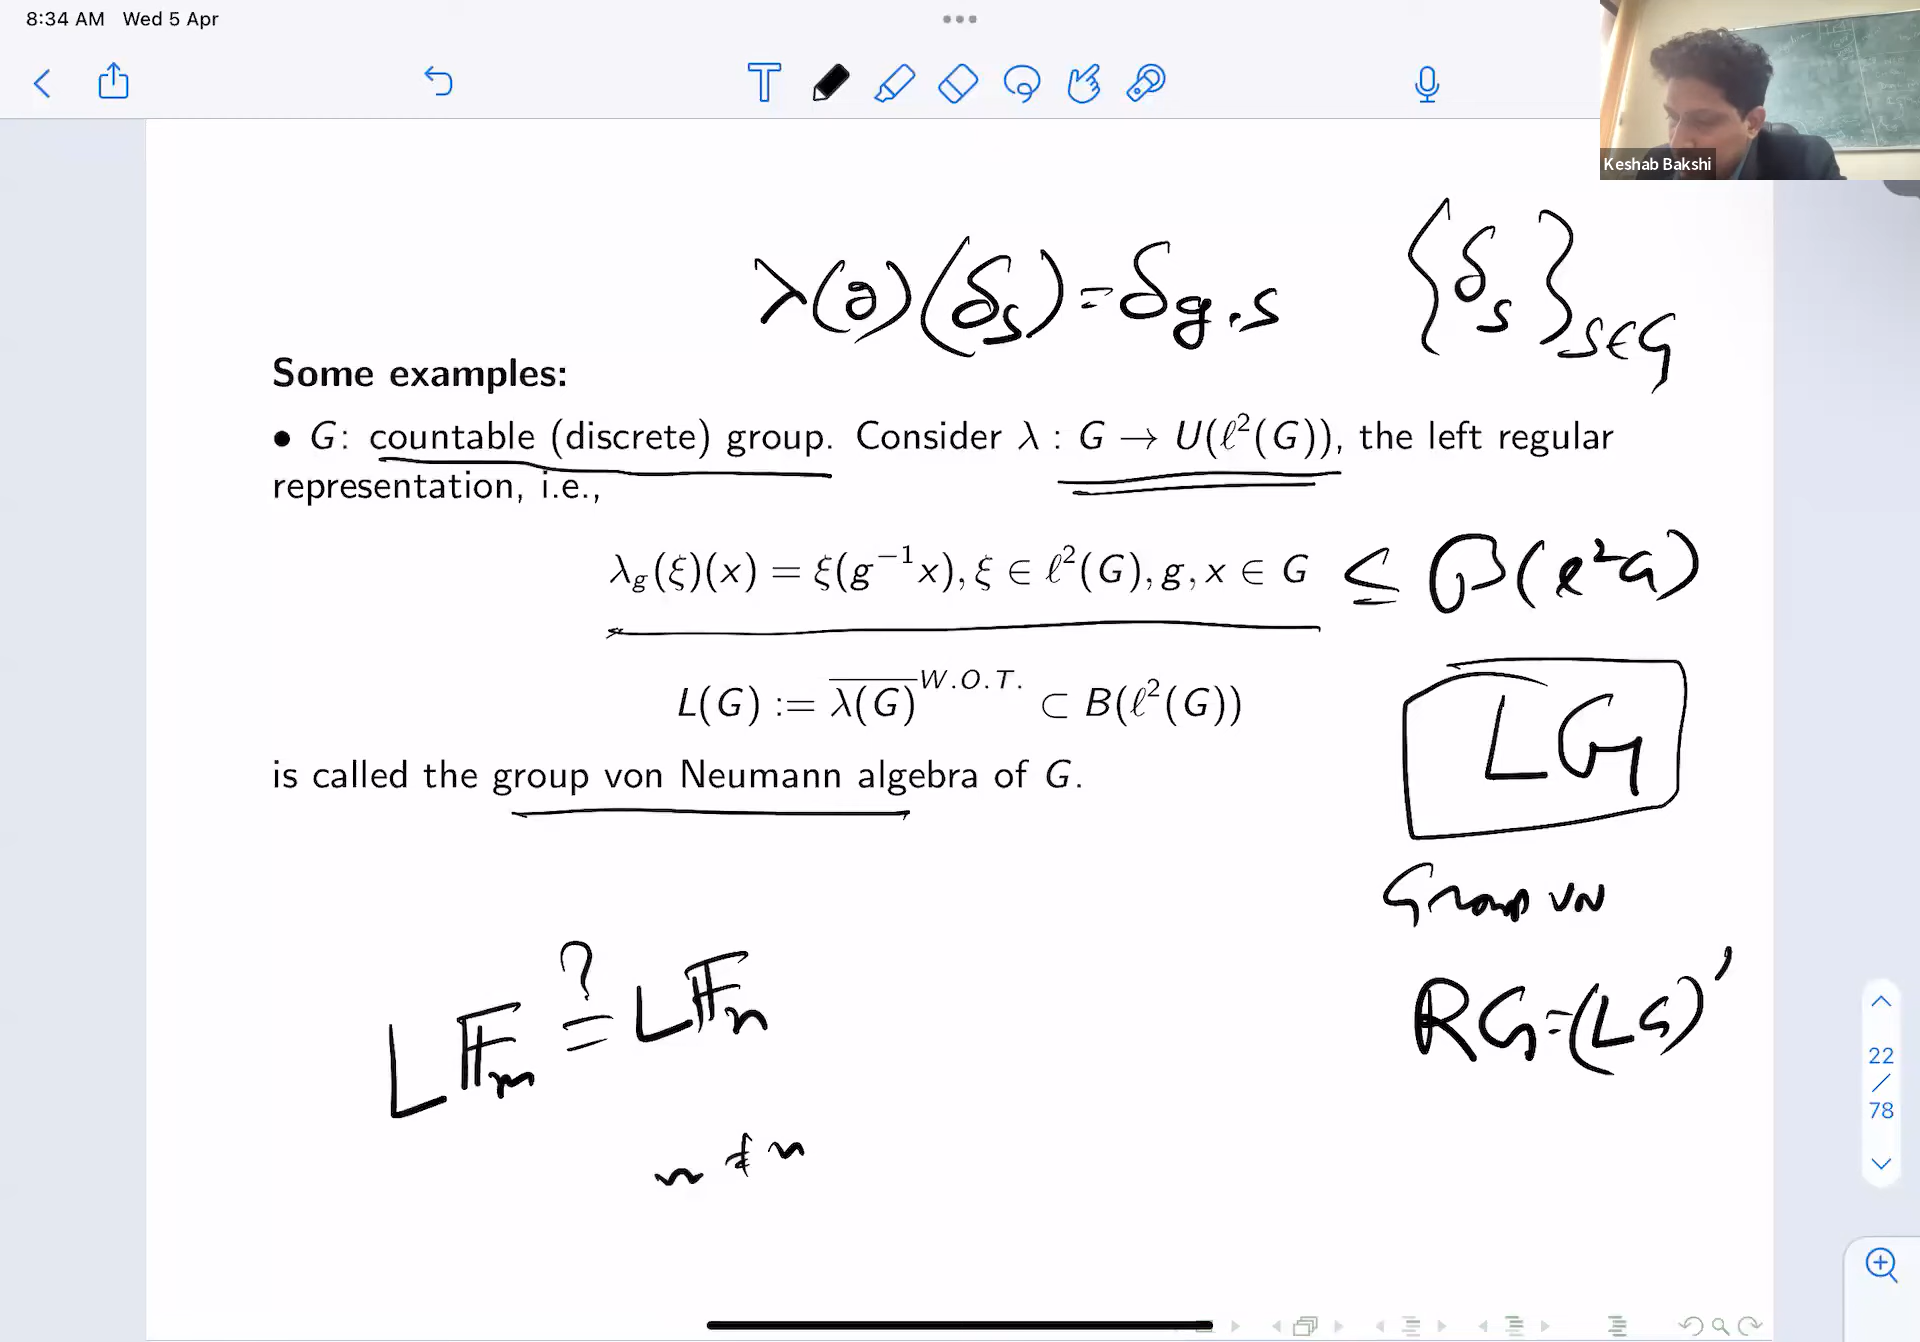 8:34 AM Wed 5 Apr
Keshab Bakshi
λ(g)(δ_s) = δ_{g.s} {δ_s}_{s∈G}
Some examples:
• G: countable (discrete) group. Consider λ : G → U(ℓ²(G)), the left regular
representation, i.e.,
λ_g(ξ)(x) = ξ(g⁻¹x), ξ ∈ ℓ²(G), g, x ∈ G ⊆ B(ℓ²G)
L(G) := \overline{λ(G)}^{W.O.T.} ⊂ B(ℓ²(G))
LG
is called the group von Neumann algebra of G.
Group vN
L𝔽_m ≟ L𝔽_n
RG = (LG)'
n ≠ m
22
/
78